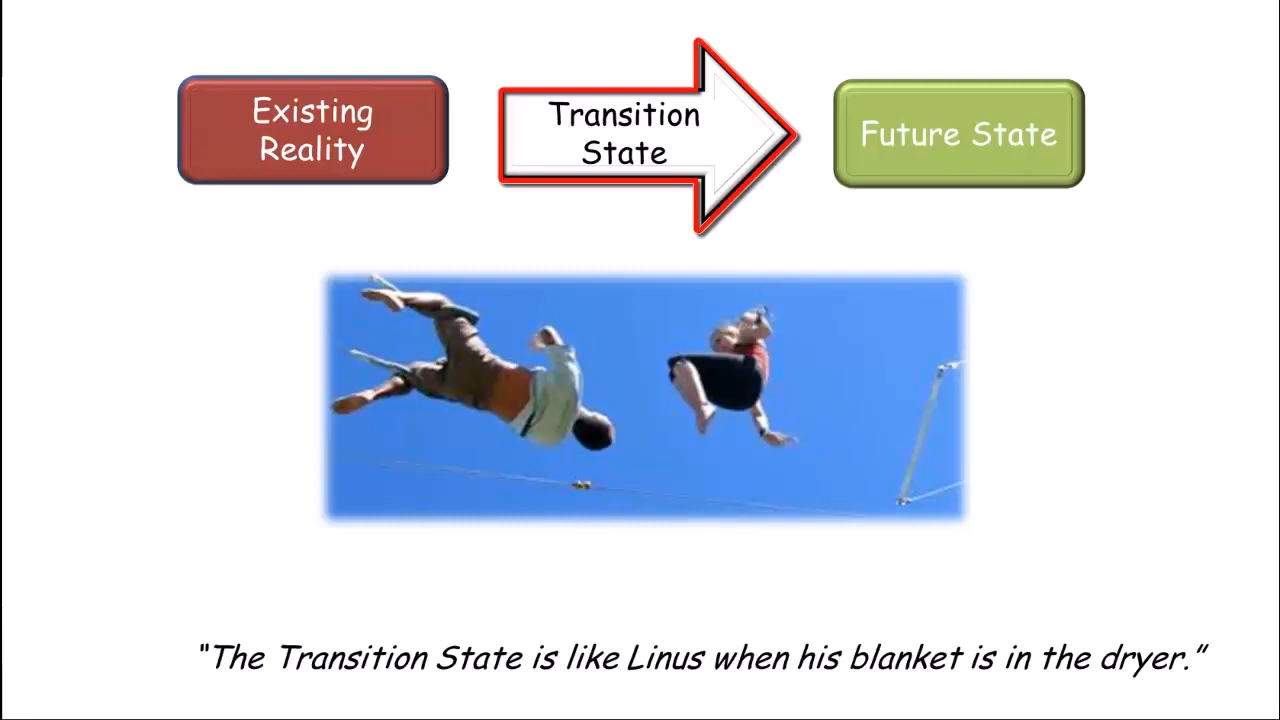 Existing
Reality
Transition
State
Future State
“The Transition State is like Linus when his blanket is in the dryer.”